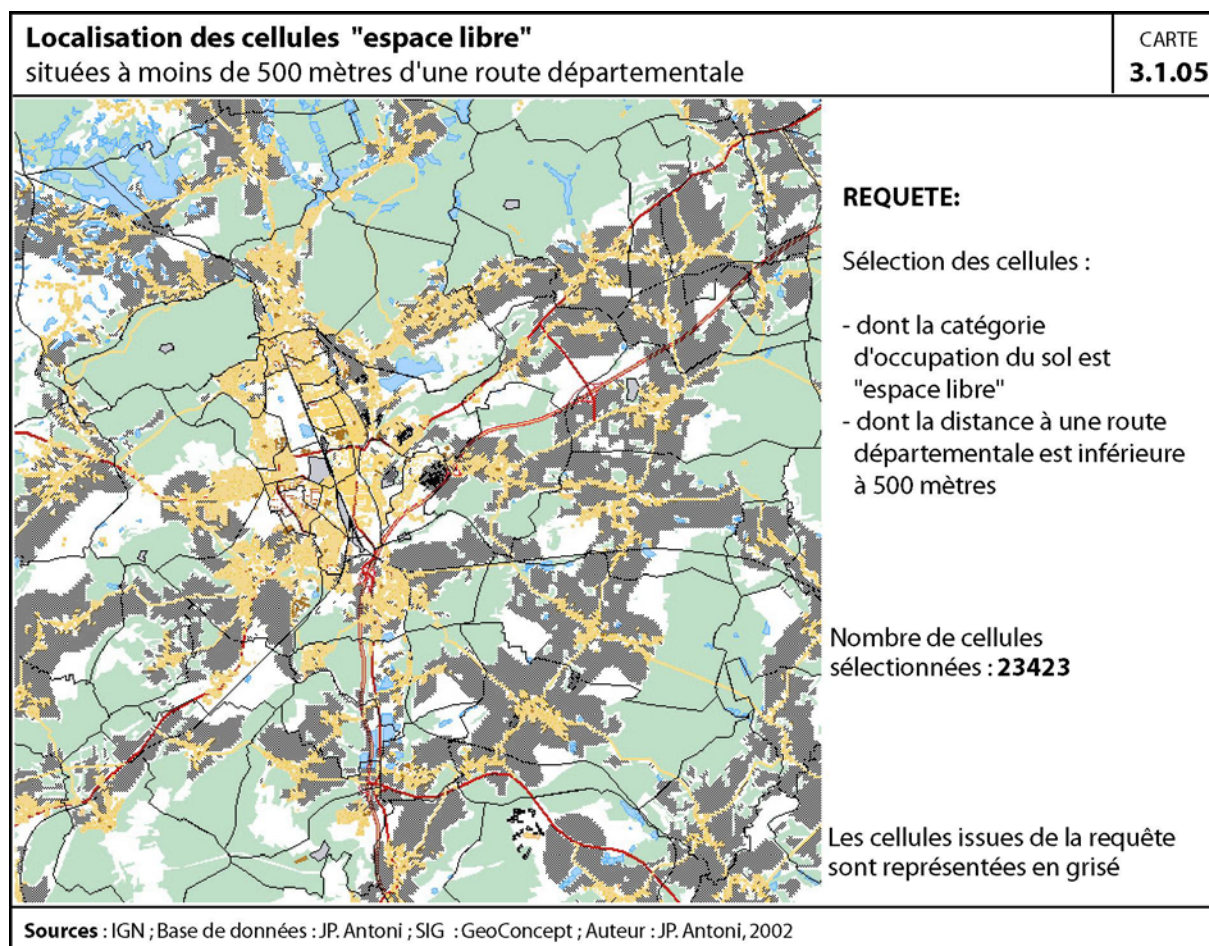 Localisation des cellules "espace libre"
située à moins de 500 mètres d'une route départementale
CARTE
3.1.05
REQUETE:
Sélection des cellules :
- dont la catégorie
d'occupation du sol est
"espace libre"
- dont la distance à une route
départementale est inférieure
à 500 mètres
Nombre de cellules
sélectionnées : 23423
Les cellules issues de la requête
sont représentées en grisé
Sources : IGN ; Base de données : JP. Antoni ; SIG : GeoConcept ; Auteur : JP. Antoni, 2002